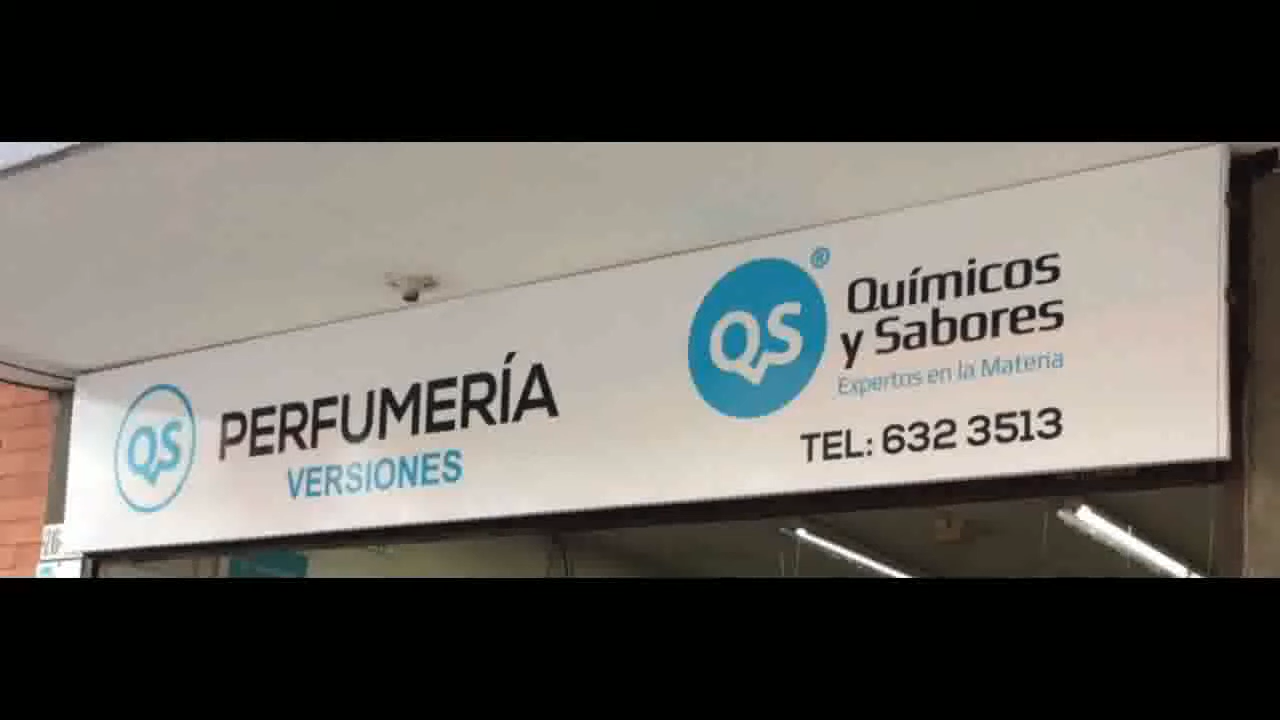 QS
PERFUMERÍA
VERSIONES
QS®
Químicos
y Sabores
Expertos en la Materia
TEL: 632 3513